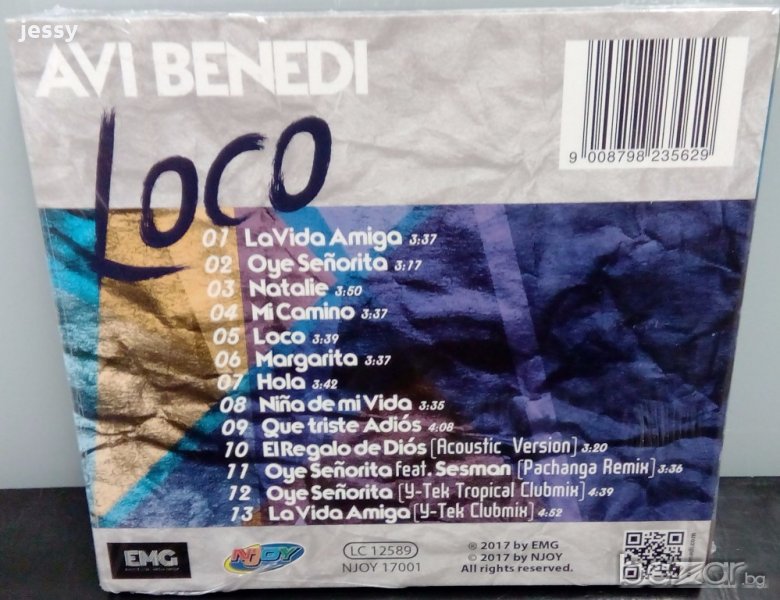 jessy
AVI BENEDI
Loco
9 008798 235629
01 La Vida Amiga 3:37
02 Oye Señorita 3:17
03 Natalie 3:50
04 Mi Camino 3:37
05 Loco 3:39
06 Margarita 3:37
07 Hola 3:42
08 Niña de mi Vida 3:35
09 Que triste Adiós 4:08
10 El Regalo de Diós [Acoustic Version] 3:20
11 Oye Señorita feat. Sesman [Pachanga Remix] 3:36
12 Oye Señorita [Y-Tek Tropical Clubmix] 4:39
13 La Vida Amiga [Y-Tek Clubmix] 4:52
EMG
NJOY
LC 12589
NJOY 17001
℗ 2017 by EMG
© 2017 by NJOY
All rights reserved.
bazar.bg